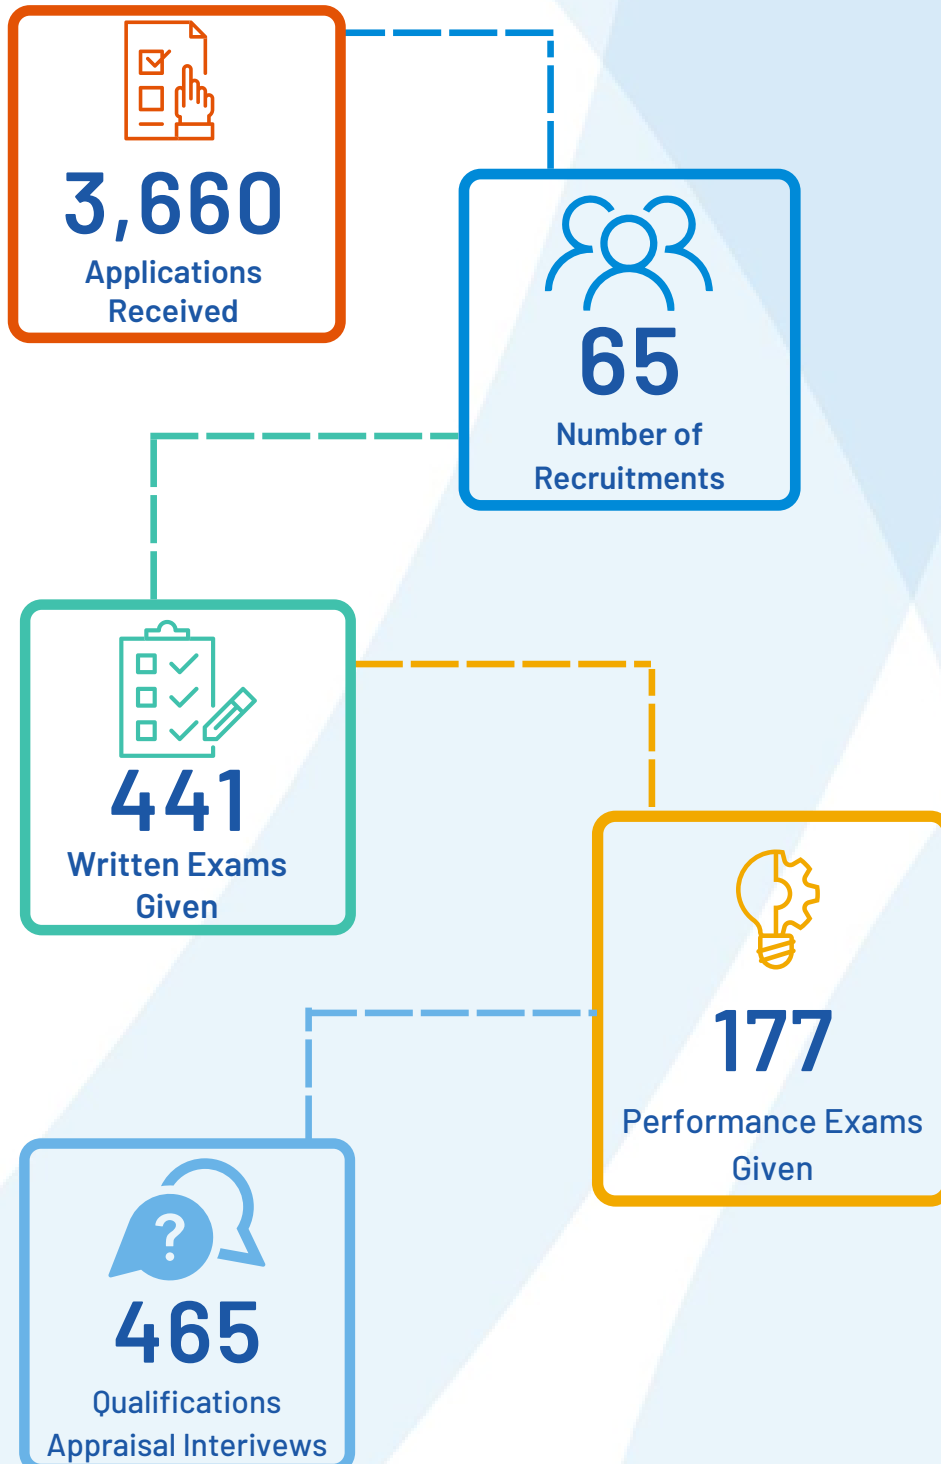 3,660
Applications
Received
65
Number of
Recruitments
441
Written Exams
Given
177
Performance Exams
Given
?
465
Qualifications
Appraisal Interivews